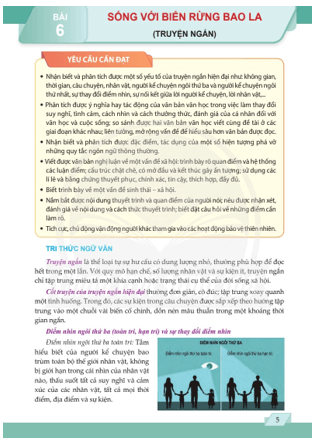 BÀI
6
SỐNG VỚI BIỂN RỪNG BAO LA
(TRUYỆN NGẮN)
YÊU CẦU CẦN ĐẠT
• Nhận biết và phân tích được một số yếu tố của truyện ngắn hiện đại như: không gian,
thời gian, câu chuyện, nhân vật, người kể chuyện ngôi thứ ba và người kể chuyện ngôi
thứ nhất, sự thay đổi điểm nhìn, sự nối kết giữa lời người kể chuyện, lời nhân vật,...
• Phân tích được ý nghĩa hay tác động của văn bản văn học trong việc làm thay đổi
suy nghĩ, tình cảm, cách nhìn và cách thưởng thức, đánh giá của cá nhân đối với
văn học và cuộc sống; so sánh được hai văn bản văn học viết cùng đề tài ở các
giai đoạn khác nhau; liên tưởng, mở rộng vấn đề để hiểu sâu hơn văn bản được đọc.
• Nhận biết và phân tích được đặc điểm, tác dụng của một số hiện tượng phá vỡ
những quy tắc ngôn ngữ thông thường.
• Viết được văn bản nghị luận về một vấn đề xã hội: trình bày rõ quan điểm và hệ thống
các luận điểm; cấu trúc chặt chẽ, có mở đầu và kết thúc gây ấn tượng; sử dụng các
lí lẽ và bằng chứng thuyết phục, chính xác, tin cậy, thích hợp, đầy đủ.
• Biết trình bày về một vấn đề sinh thái – xã hội.
• Nắm bắt được nội dung thuyết trình và quan điểm của người nói; nêu được nhận xét,
đánh giá về nội dung và cách thức thuyết trình; biết đặt câu hỏi về những điểm cần
làm rõ.
• Tích cực, chủ động vận động người khác tham gia vào các hoạt động bảo vệ thiên nhiên.
TRI THỨC NGỮ VĂN
Truyện ngắn là thể loại tự sự hư cấu có dung lượng nhỏ, thường phù hợp để đọc
hết trong một lần. Với quy mô hạn chế, số lượng nhân vật và sự kiện ít, truyện ngắn
chỉ tập trung miêu tả một khía cạnh hoặc trạng thái cụ thể của đời sống xã hội.
Cốt truyện của truyện ngắn hiện đại thường đơn giản, cô đúc; tập trung xoay quanh
một tình huống. Trong đó, các sự kiện trong câu chuyện được sắp xếp theo hướng tập
trung vào một chuỗi vài biến cố chính, dồn nén mâu thuẫn trong một khoảng thời
gian ngắn.
Điểm nhìn ngôi thứ ba (toàn tri, hạn tri) và sự thay đổi điểm nhìn
Điểm nhìn ngôi thứ ba toàn tri: Tầm
hiểu biết của người kể chuyện bao
trùm toàn bộ thế giới nhân vật, không
bị giới hạn trong cái nhìn của nhân vật
nào, thấu suốt tất cả suy nghĩ và cảm
xúc của các nhân vật, tất cả mọi thời
điểm, địa điểm và sự kiện.
ĐIỂM NHÌN NGÔI THỨ BA
Điểm nhìn ngôi thứ ba toàn tri
Điểm nhìn ngôi thứ ba hạn tri
5